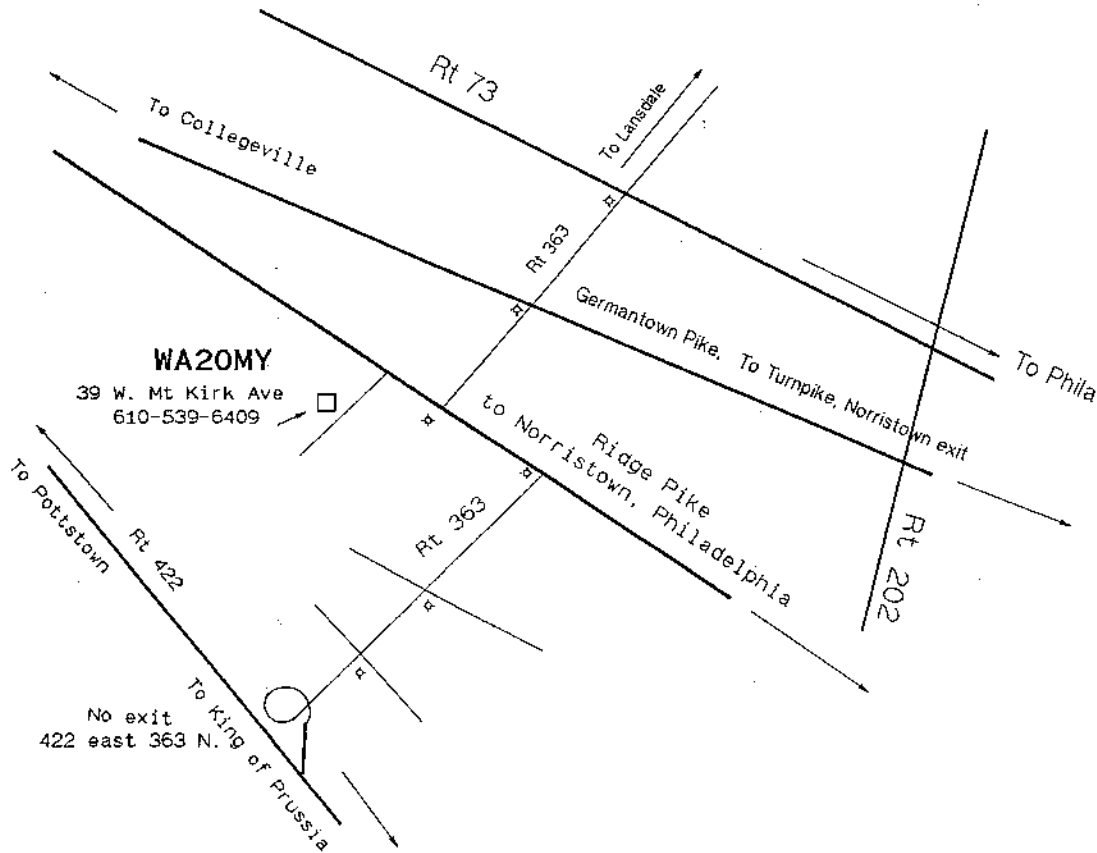 Rt 73
To Lansdale
To Collegeville
Rt 363
Germantown Pike, To Turnpike, Norristown exit
To Phila
WA2OMY
39 W. Mt Kirk Ave
610-539-6409
Ridge Pike
to Norristown, Philadelphia
Rt 363
Rt 202
To Pottstown
Rt 422
No exit
422 east 363 N.
To King of Prussia